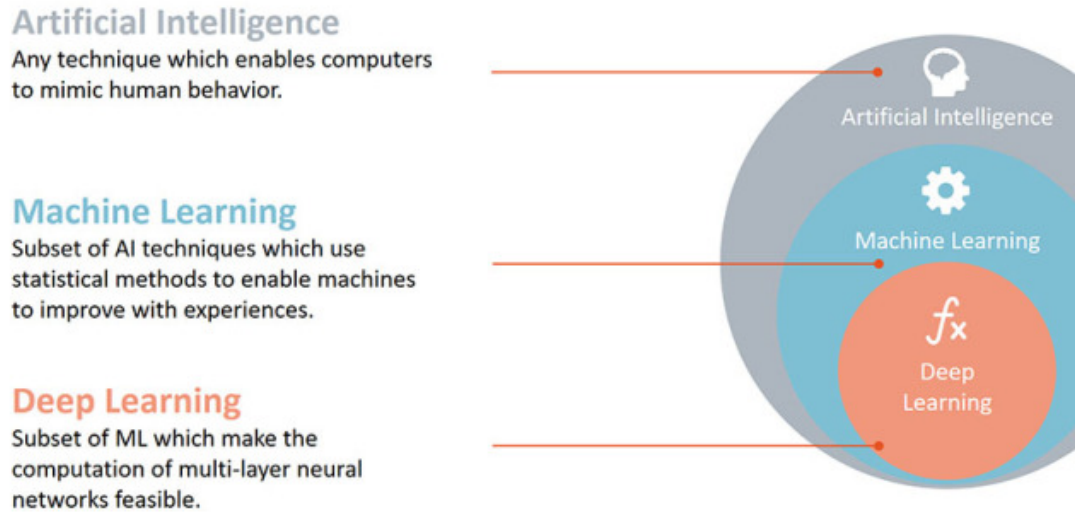 Artificial Intelligence
Any technique which enables computers
to mimic human behavior.
Machine Learning
Subset of AI techniques which use
statistical methods to enable machines
to improve with experiences.
Deep Learning
Subset of ML which make the
computation of multi-layer neural
networks feasible.
Artificial Intelligence
Machine Learning
fx
Deep
Learning